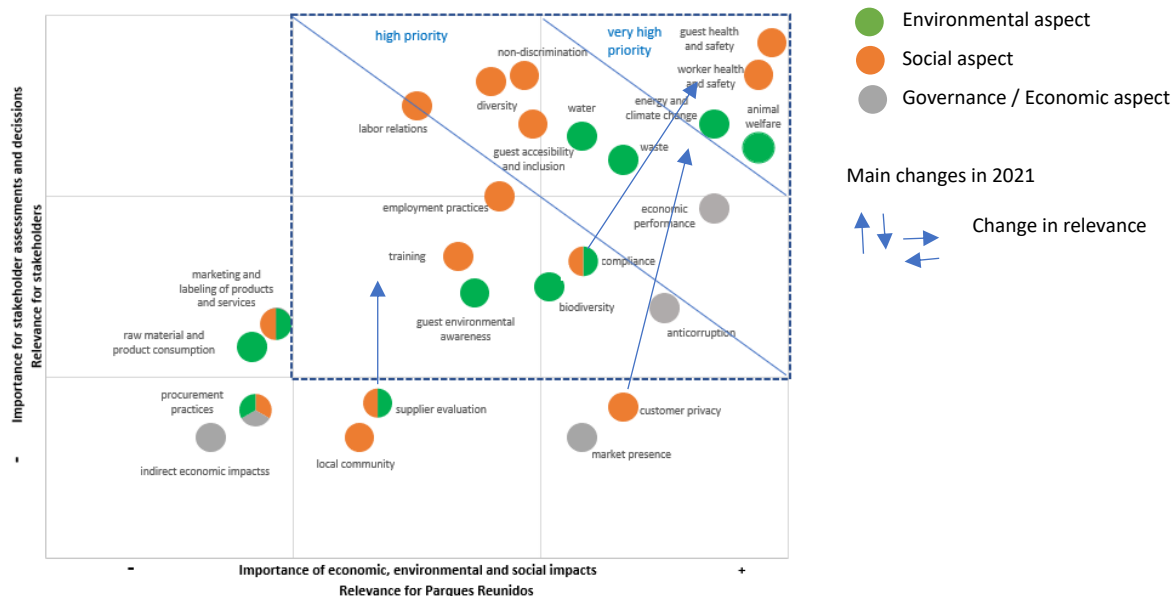 high priority
very high
priority
guest health
and safety
non-discrimination
worker health
and safety
diversity
water
energy and
climate change
animal
welfare
labor relations
guest accesibility
and inclusion
waste
employment practices
economic
performance
training
compliance
marketing and
labeling of products
and services
biodiversity
guest environmental
awareness
anticorruption
raw material and
product consumption
procurement
practices
supplier evaluation
customer privacy
indirect economic impactss
local community
market presence
Importance for stakeholder assessments and decissions
Relevance for stakeholders
-
-
Importance of economic, environmental and social impacts
+
Relevance for Parques Reunidos
Environmental aspect
Social aspect
Governance / Economic aspect
Main changes in 2021
Change in relevance